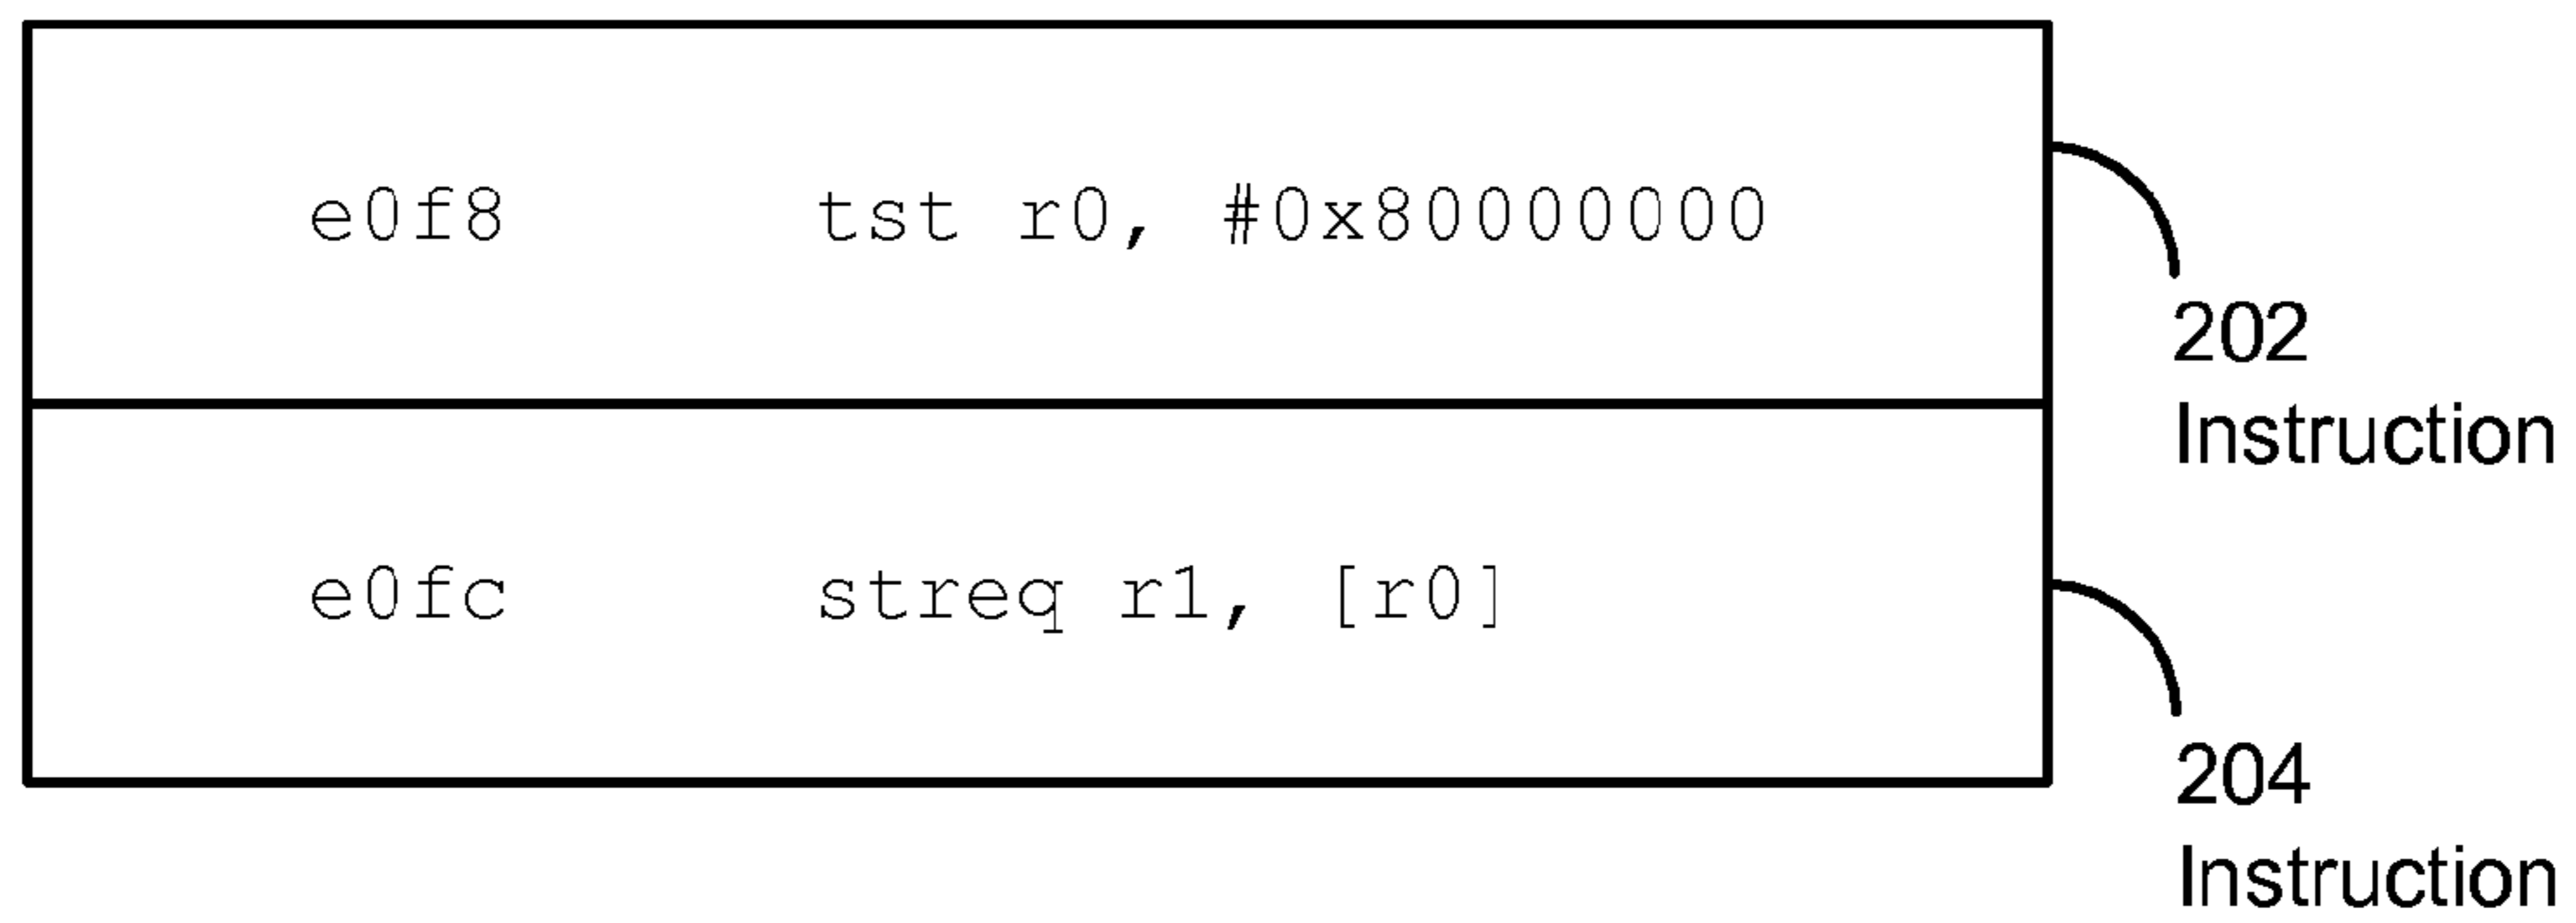 e0f8 tst r0, #0x80000000
202
Instruction
e0fc streq r1, [r0]
204
Instruction